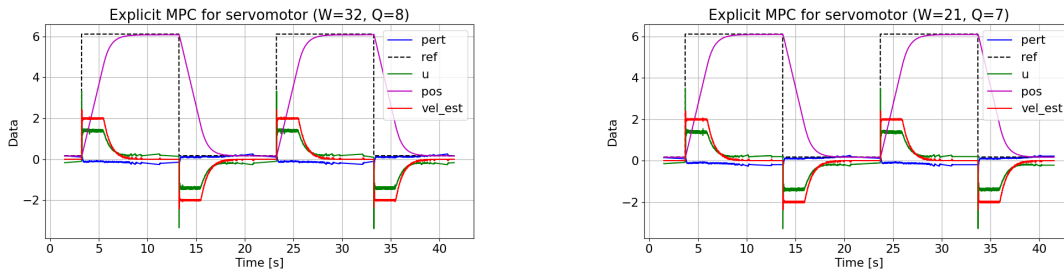 Explicit MPC for servomotor (W=32, Q=8)
6
4
2
0
−2
Data
pert
ref
u
pos
vel_est
0 5 10 15 20 25 30 35 40
Time [s]
Explicit MPC for servomotor (W=21, Q=7)
6
4
2
0
−2
Data
pert
ref
u
pos
vel_est
0 5 10 15 20 25 30 35 40
Time [s]